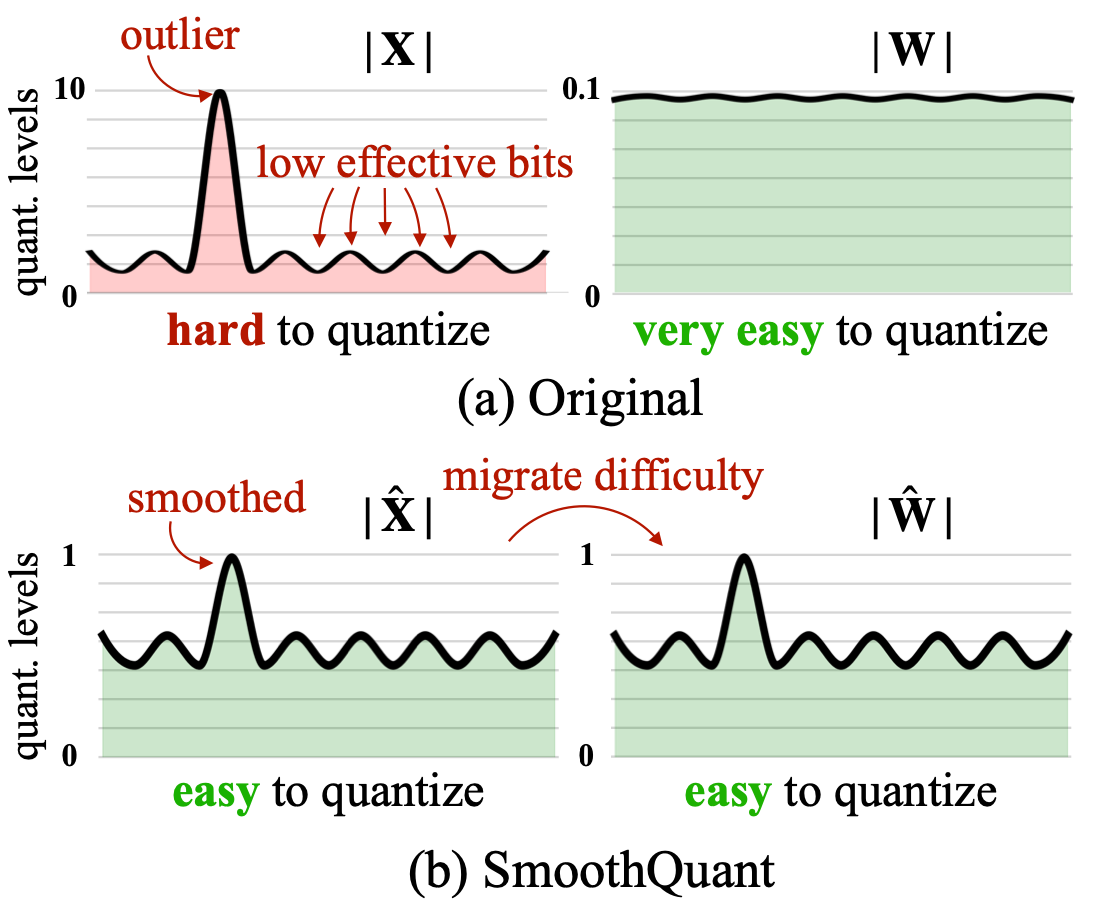 outlier
|X|
|W|
10
0.1
quant. levels
low effective bits
0
0
hard to quantize
very easy to quantize
(a) Original
migrate difficulty
smoothed
|X̂|
|Ŵ|
1
1
quant. levels
0
0
easy to quantize
easy to quantize
(b) SmoothQuant